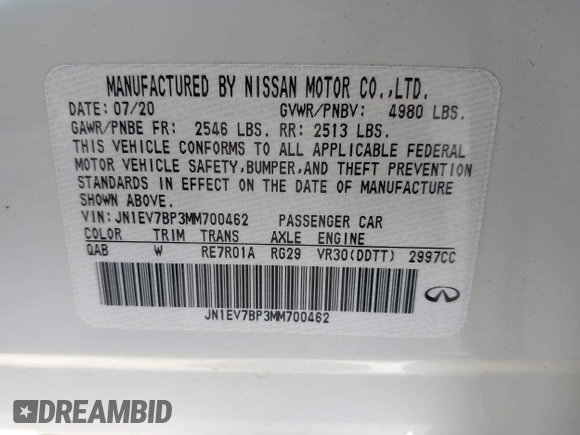 MANUFACTURED BY NISSAN MOTOR CO.,LTD.
DATE: 07/20 GVWR/PNBV: 4980 LBS.
GAWR/PNBE FR: 2546 LBS. RR: 2513 LBS.
THIS VEHICLE CONFORMS TO ALL APPLICABLE FEDERAL
MOTOR VEHICLE SAFETY,BUMPER,AND THEFT PREVENTION
STANDARDS IN EFFECT ON THE DATE OF MANUFACTURE
SHOWN ABOVE.
VIN:JN1EV7BP3MM700462 PASSENGER CAR
COLOR TRIM TRANS AXLE ENGINE
QAB W RE7R01A RG29 VR30(DDTT) 2997CC
JN1EV7BP3MM700462
INFINITI
DREAMBID